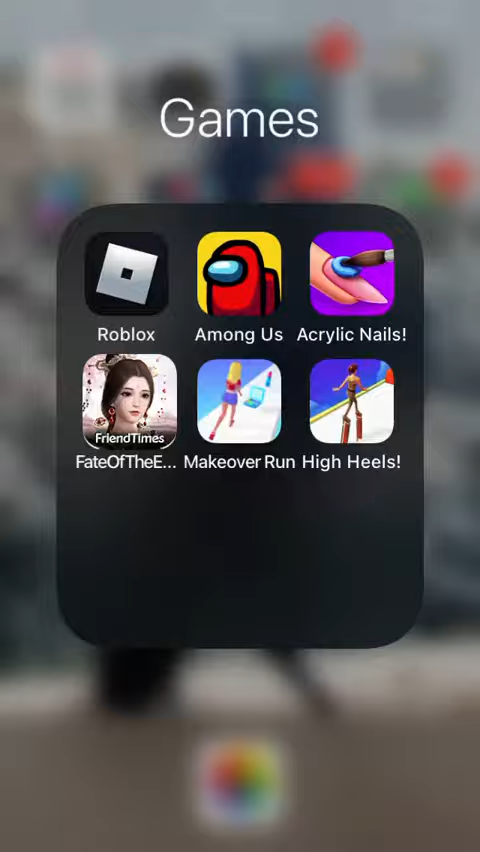 Games
Roblox
Among Us
Acrylic Nails!
FriendTimes
FateOfTheE...
Makeover Run
High Heels!